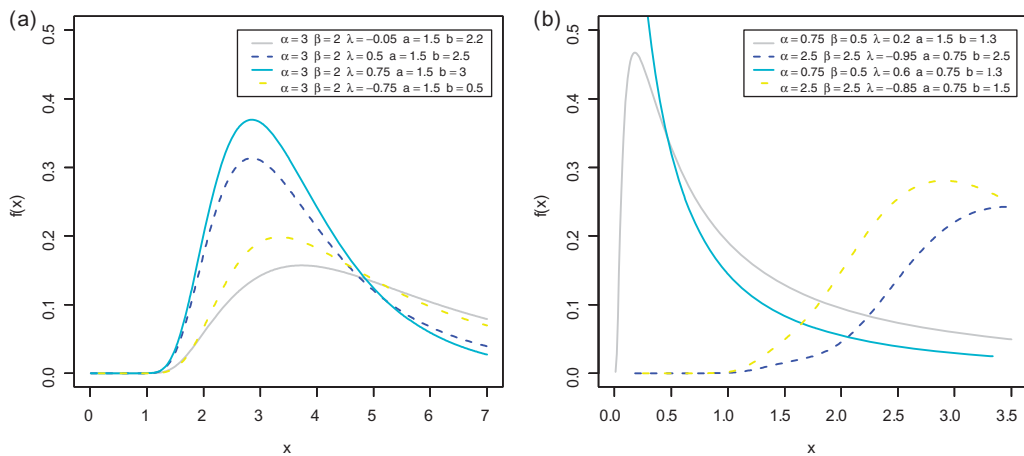 (a)
α = 3 β = 2 λ = −0.05 a = 1.5 b = 2.2
α = 3 β = 2 λ = 0.5 a = 1.5 b = 2.5
α = 3 β = 2 λ = 0.75 a = 1.5 b = 3
α = 3 β = 2 λ = −0.75 a = 1.5 b = 0.5
f(x)
0.5
0.4
0.3
0.2
0.1
0.0
0 1 2 3 4 5 6 7
x
(b)
α = 0.75 β = 0.5 λ = 0.2 a = 1.5 b = 1.3
α = 2.5 β = 2.5 λ = −0.95 a = 0.75 b = 2.5
α = 0.75 β = 0.5 λ = 0.6 a = 0.75 b = 1.3
α = 2.5 β = 2.5 λ = −0.85 a = 0.75 b = 1.5
f(x)
0.5
0.4
0.3
0.2
0.1
0.0
0.0 0.5 1.0 1.5 2.0 2.5 3.0 3.5
x